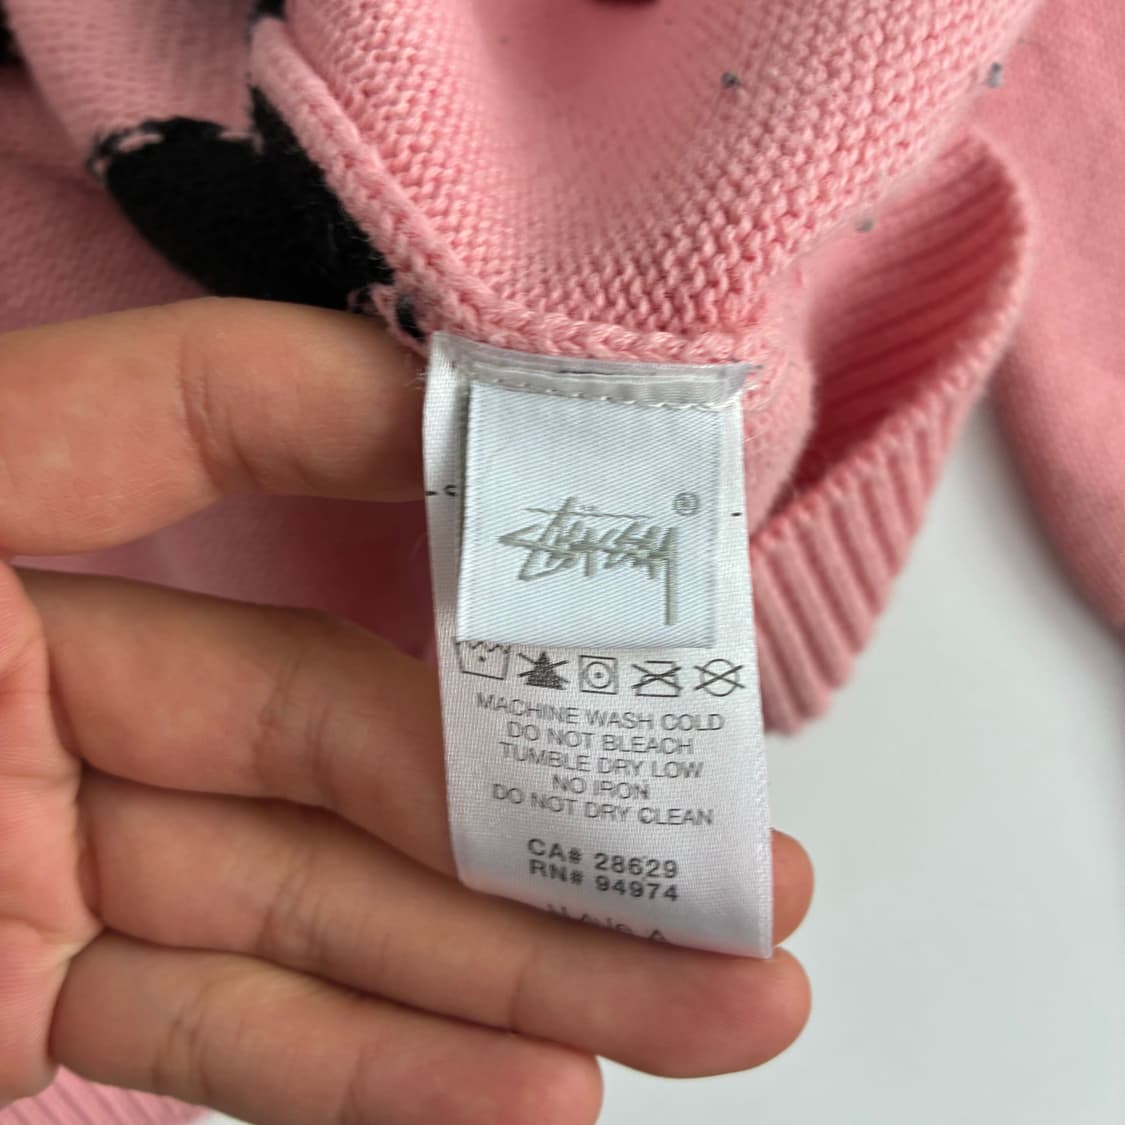 Stüssy ®
MACHINE WASH COLD
DO NOT BLEACH
TUMBLE DRY LOW
NO IRON
DO NOT DRY CLEAN
CA# 28629
RN# 94974